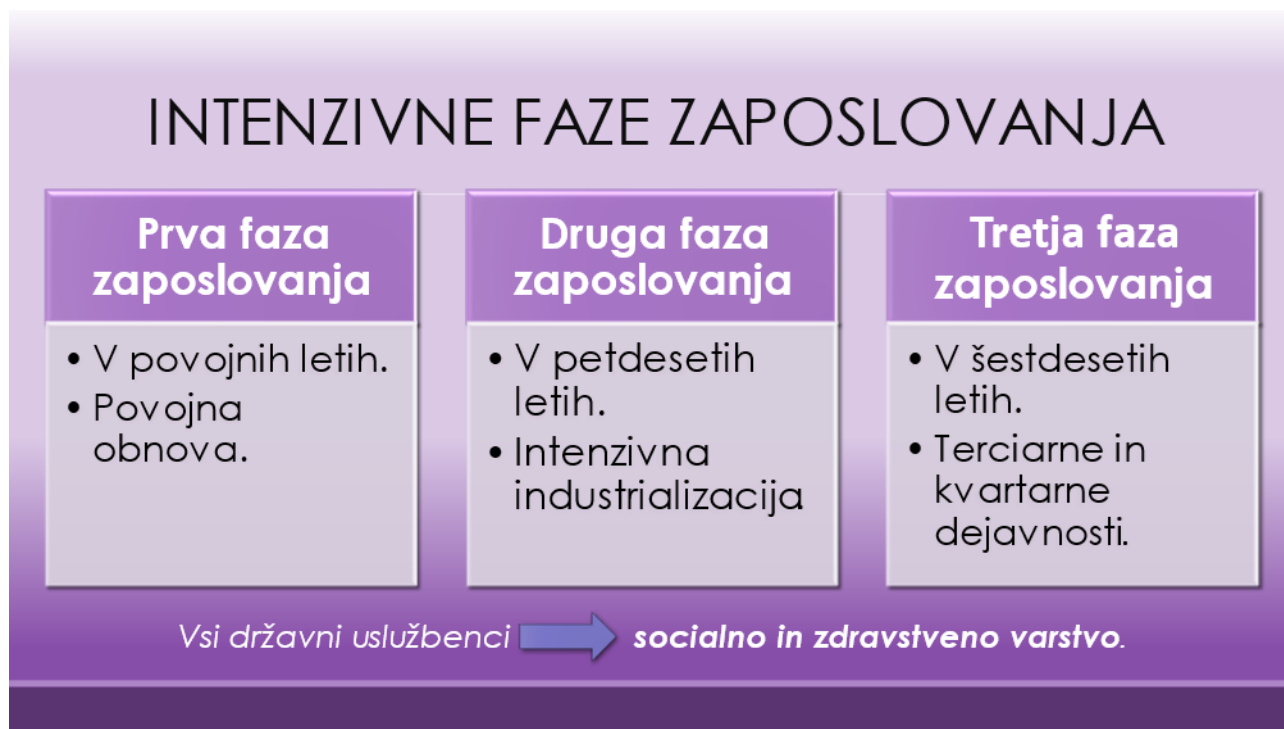 INTENZIVNE FAZE ZAPOSLOVANJA
Prva faza
zaposlovanja
• V povojnih letih.
• Povojna
obnova.
Druga faza
zaposlovanja
• V petdesetih
letih.
• Intenzivna
industrializacija.
Tretja faza
zaposlovanja
• V šestdesetih
letih.
• Terciarne in
kvartarne
dejavnosti.
Vsi državni uslužbenci socialno in zdravstveno varstvo.